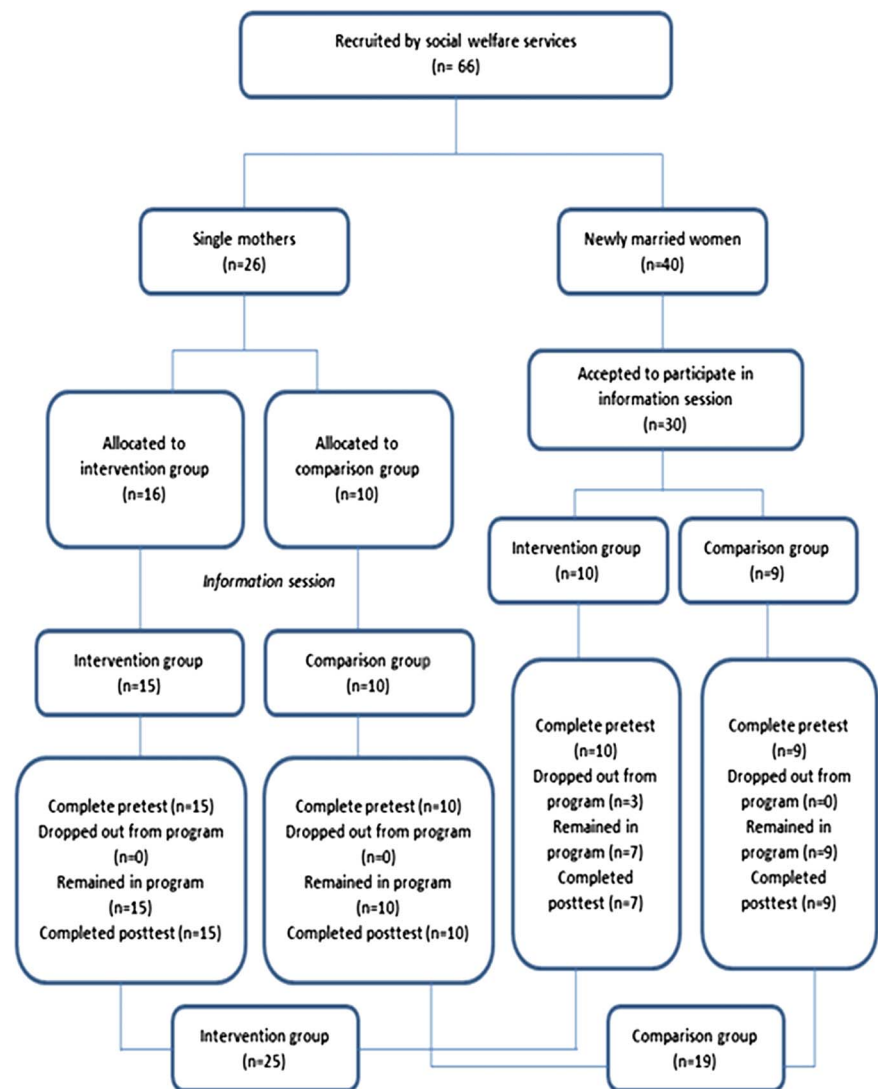 Recruited by social welfare services
(n= 66)
Single mothers
(n=26)
Newly married women
(n=40)
Accepted to participate in
information session
(n=30)
Allocated to
intervention group
(n=16)
Allocated to
comparison group
(n=10)
Intervention group
(n=10)
Comparison group
(n=9)
Information session
Intervention group
(n=15)
Comparison group
(n=10)
Complete pretest (n=15)
Dropped out from program
(n=0)
Remained in program
(n=15)
Completed posttest (n=15)
Complete pretest (n=10)
Dropped out from program
(n=0)
Remained in program
(n=10)
Completed posttest (n=10)
Complete pretest
(n=10)
Dropped out from
program (n=3)
Remained in
program (n=7)
Completed
posttest (n=7)
Complete pretest
(n=9)
Dropped out from
program (n=0)
Remained in
program (n=9)
Completed
posttest (n=9)
Intervention group
(n=25)
Comparison group
(n=19)